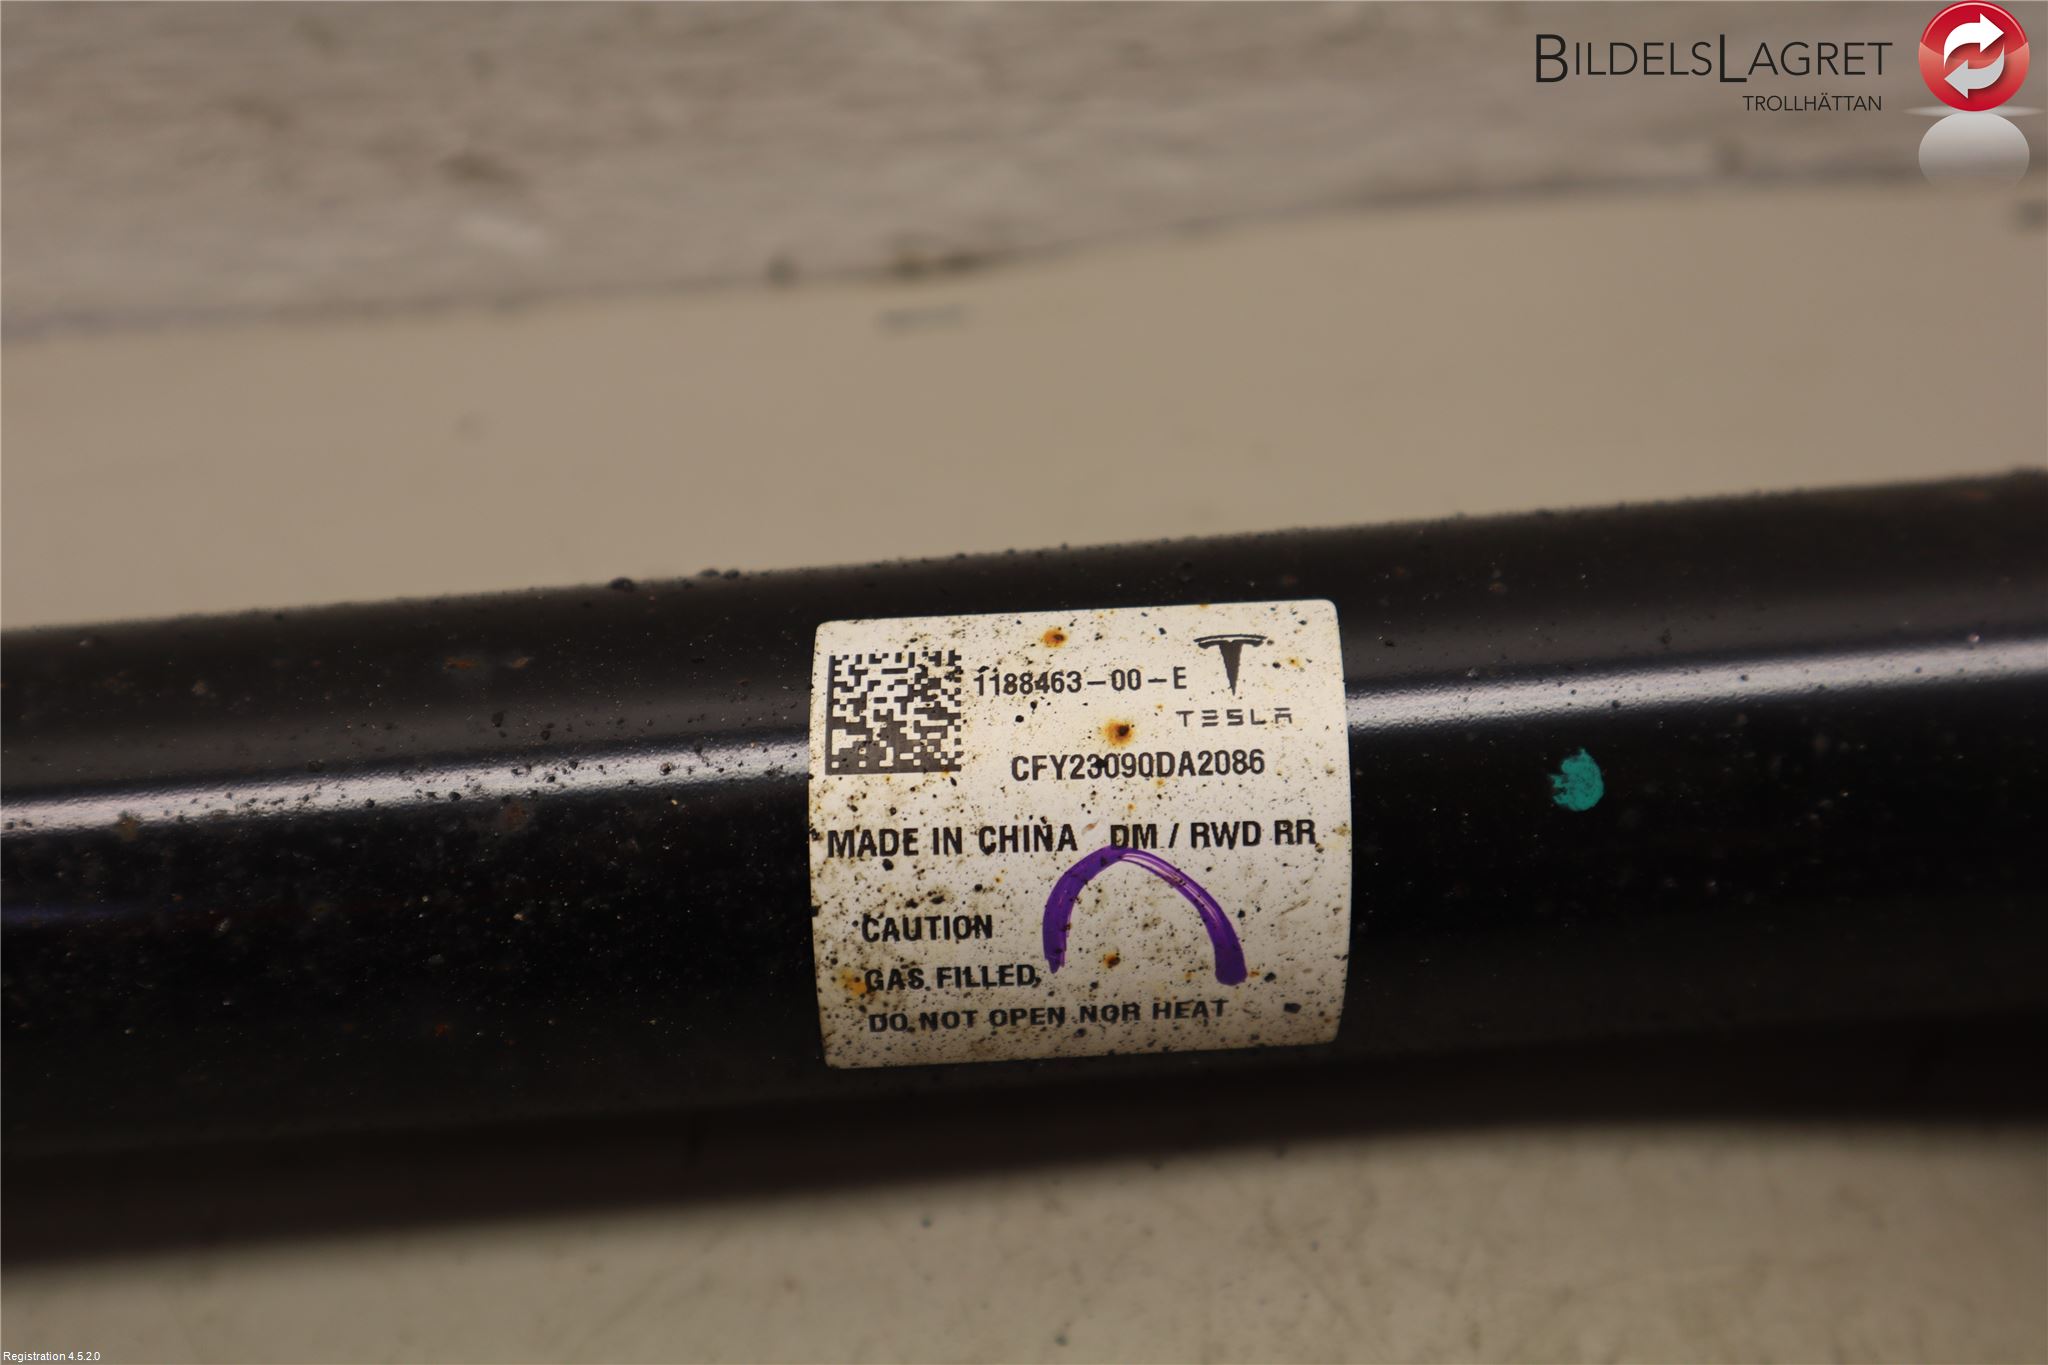 BILDELSLAGRET
TROLLHÄTTAN
1188463-00-E
TESLA
CFY23090DA2086
MADE IN CHINA DM / RWD RR
CAUTION
GAS FILLED,
DO NOT OPEN NOR HEAT
Registration 4.5.2.0